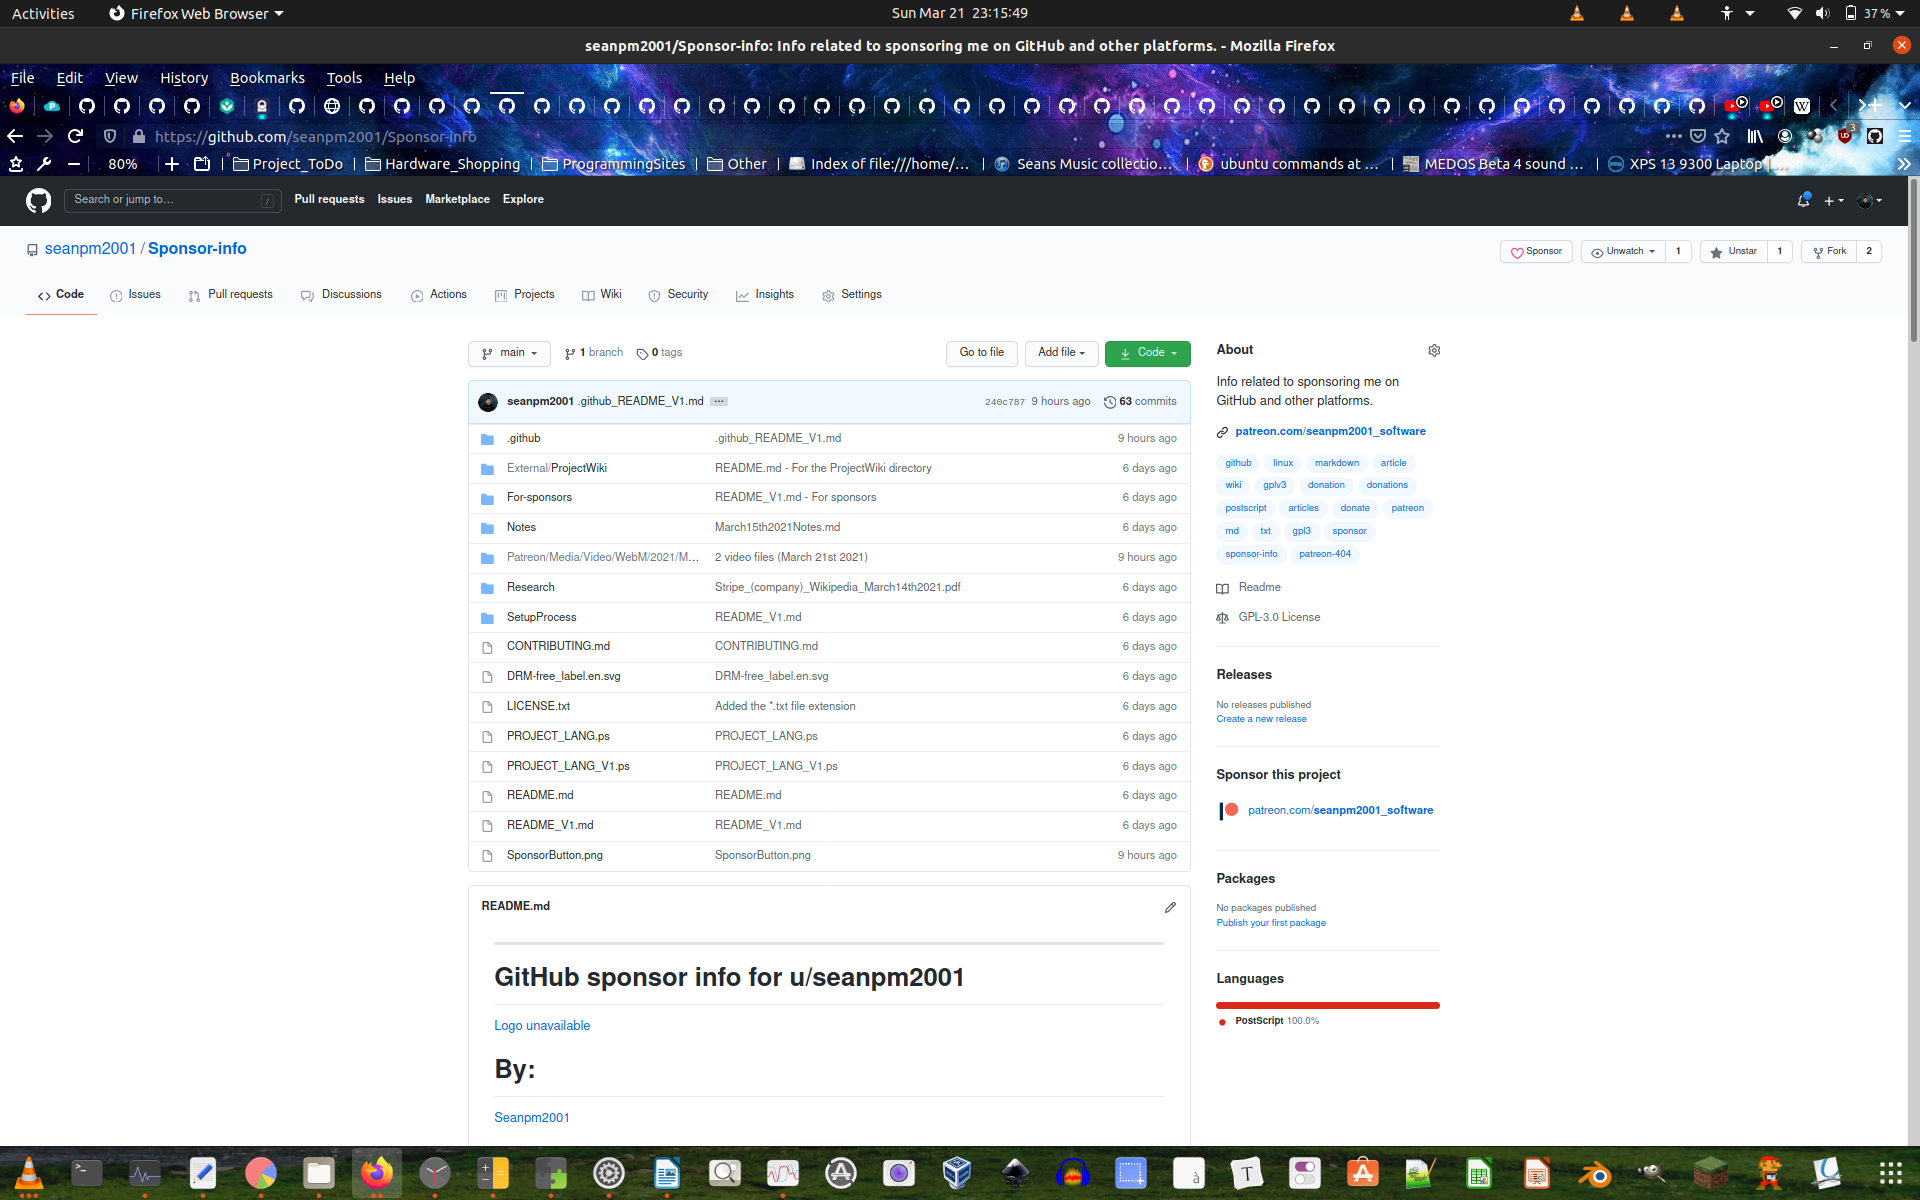 Activities Firefox Web Browser Sun Mar 21 23:15:49 37 %
seanpm2001/Sponsor-info: Info related to sponsoring me on GitHub and other platforms. - Mozilla Firefox
File Edit View History Bookmarks Tools Help
https://github.com/seanpm2001/Sponsor-info 3
80% Project_ToDo Hardware_Shopping ProgrammingSites Other Index of file:///home/... Seans Music collectio... ubuntu commands at ... MEDOS Beta 4 sound ... XPS 13 9300 Laptop
Search or jump to... / Pull requests Issues Marketplace Explore
seanpm2001 / Sponsor-info Sponsor Unwatch 1 Unstar 1 Fork 2
Code Issues Pull requests Discussions Actions Projects Wiki Security Insights Settings
main 1 branch 0 tags Go to file Add file Code
seanpm2001 .github_README_V1.md ... 240c787 9 hours ago 63 commits
.github .github_README_V1.md 9 hours ago
External/ProjectWiki README.md - For the ProjectWiki directory 6 days ago
For-sponsors README_V1.md - For sponsors 6 days ago
Notes March15th2021Notes.md 6 days ago
Patreon/Media/Video/WebM/2021/M... 2 video files (March 21st 2021) 9 hours ago
Research Stripe_(company)_Wikipedia_March14th2021.pdf 6 days ago
SetupProcess README_V1.md 6 days ago
CONTRIBUTING.md CONTRIBUTING.md 6 days ago
DRM-free_label.en.svg DRM-free_label.en.svg 6 days ago
LICENSE.txt Added the *.txt file extension 6 days ago
PROJECT_LANG.ps PROJECT_LANG.ps 6 days ago
PROJECT_LANG_V1.ps PROJECT_LANG_V1.ps 6 days ago
README.md README.md 6 days ago
README_V1.md README_V1.md 6 days ago
SponsorButton.png SponsorButton.png 9 hours ago
README.md
GitHub sponsor info for u/seanpm2001
Logo unavailable
By:
Seanpm2001
About
Info related to sponsoring me on
GitHub and other platforms.
patreon.com/seanpm2001_software
github linux markdown article
wiki gplv3 donation donations
postscript articles donate patreon
md txt gpl3 sponsor
sponsor-info patreon-404
Readme
GPL-3.0 License
Releases
No releases published
Create a new release
Sponsor this project
patreon.com/seanpm2001_software
Packages
No packages published
Publish your first package
Languages
PostScript 100.0%